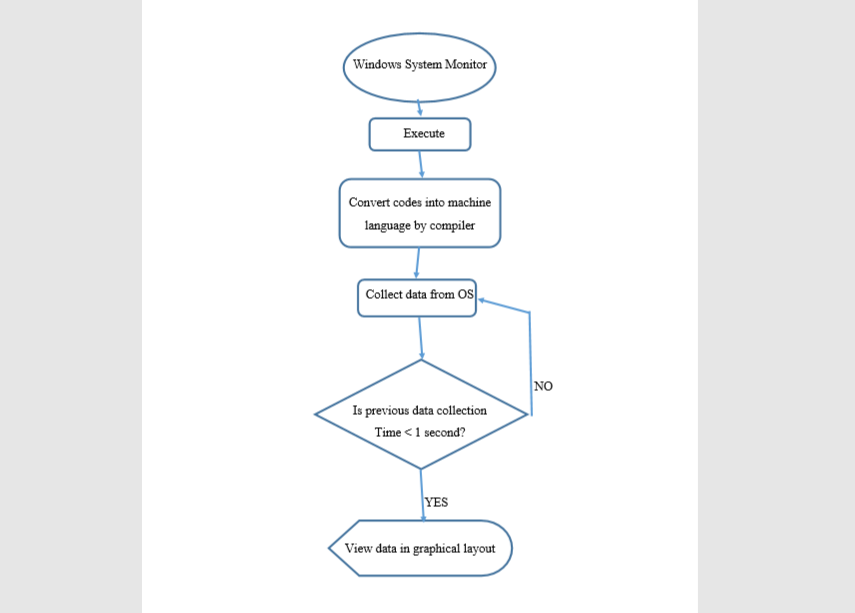 Windows System Monitor
Execute
Convert codes into machine
language by compiler
Collect data from OS
NO
Is previous data collection
Time < 1 second?
YES
View data in graphical layout